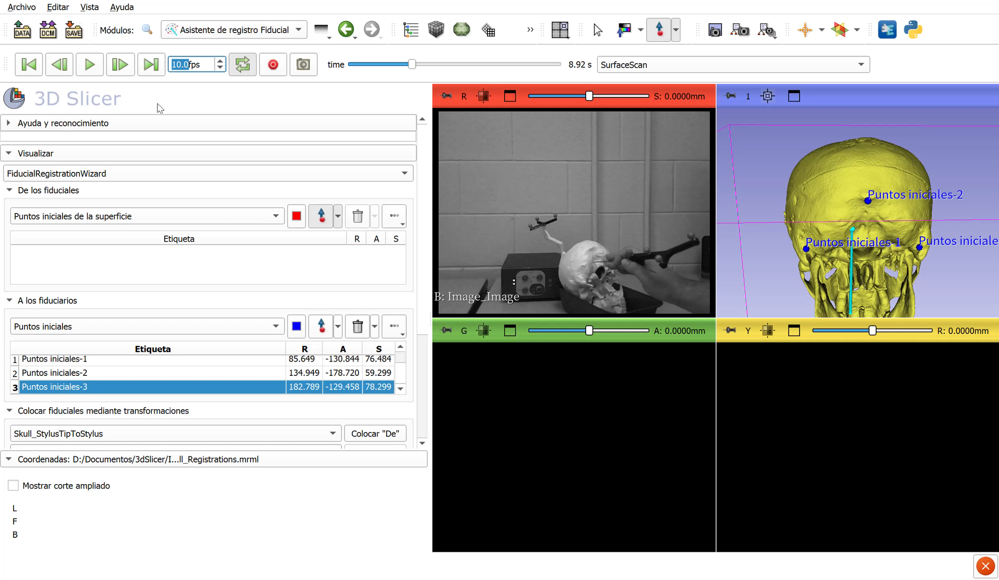 Archivo Editar Vista Ayuda
DATA DCM SAVE Módulos: Asistente de registro Fiducial »
10.0fps time 8.92 s SurfaceScan
3D Slicer
Ayuda y reconocimiento
Visualizar
FiducialRegistrationWizard
De los fiduciales
Puntos iniciales de la superficie
Etiqueta R A S
A los fiduciarios
Puntos iniciales
Etiqueta R A S
1 Puntos iniciales-1 85.649 -130.844 76.484
2 Puntos iniciales-2 134.949 -178.720 59.299
3 Puntos iniciales-3 182.789 -129.458 78.299
Colocar fiduciales mediante transformaciones
Skull_StylusTipToStylus Colocar "De"
Coordenadas: D:/Documentos/3dSlicer/I...ll_Registrations.mrml
Mostrar corte ampliado
L
F
B
R S: 0.0000mm
B: Image_Image
1
Puntos iniciales-2
Puntos iniciales-1
Puntos iniciale
G A: 0.0000mm
Y R: 0.0000mm